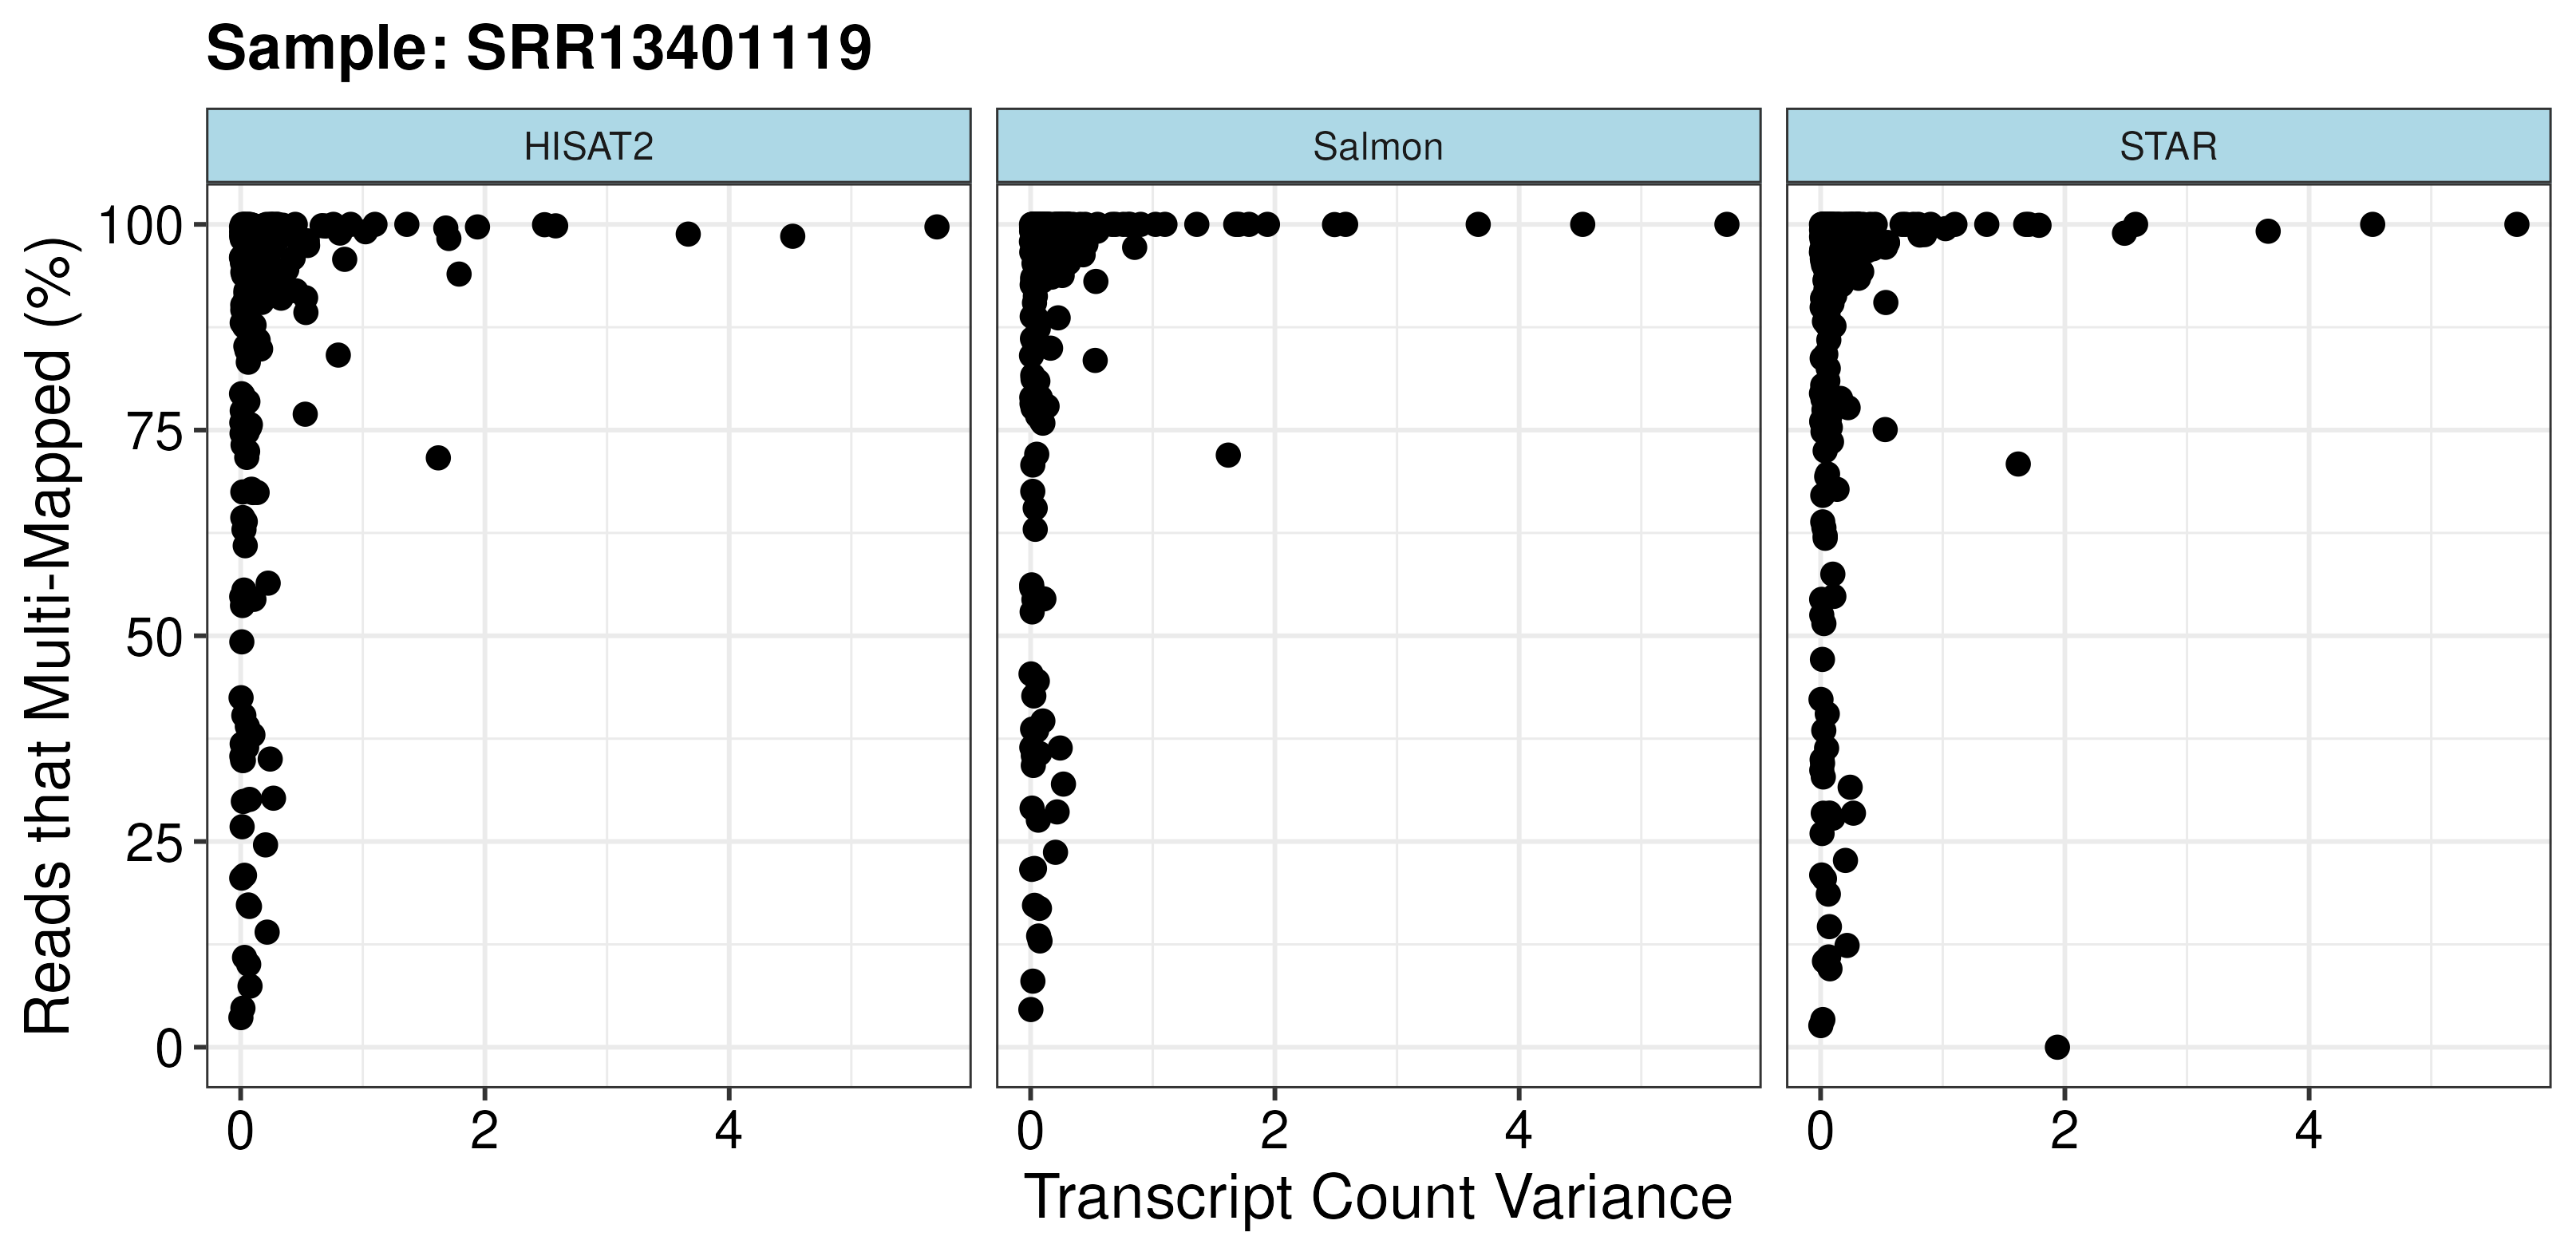 Sample: SRR13401119
HISAT2
Salmon
STAR
Reads that Multi-Mapped (%)
100
75
50
25
0
0 2 4
0 2 4
0 2 4
Transcript Count Variance